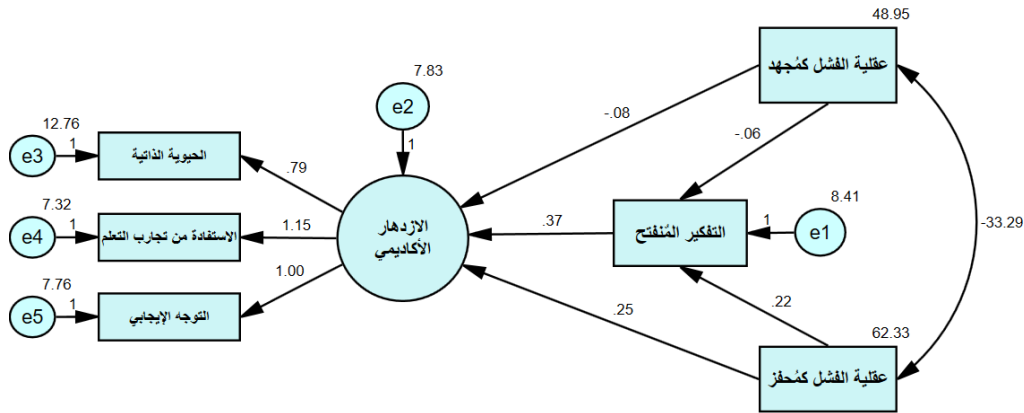 48.95
عقلية الفشل كمُجهد
7.83
e2
1
-.08
-.06
12.76
e3
1
الحيوية الذاتية
.79
7.32
e4
1
الاستفادة من تجارب التعلم
1.15
الازدهار
الأكاديمي
.37
التفكير المُنفتح
1
8.41
e1
-33.29
7.76
e5
1
التوجه الإيجابي
1.00
.25
.22
62.33
عقلية الفشل كمُحفز